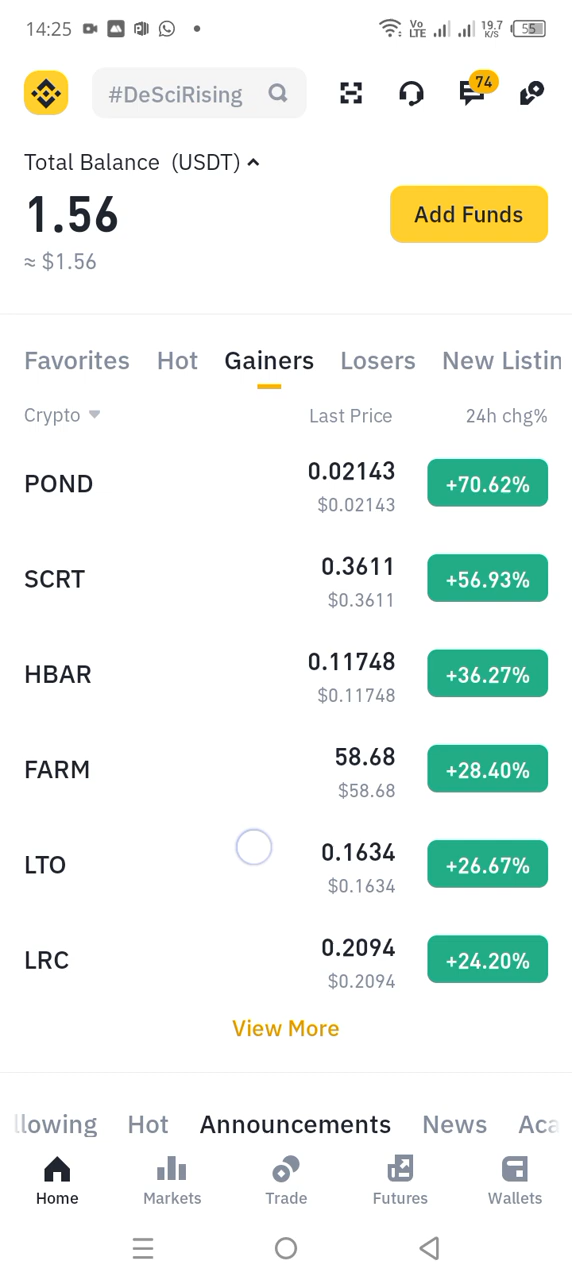 14:25 Vo LTE 19.7 K/S 55
#DeSciRising 74
Total Balance (USDT)
1.56
Add Funds
≈ $1.56
Favorites Hot Gainers Losers New Listin
Crypto Last Price 24h chg%
POND 0.02143 +70.62%
$0.02143
SCRT 0.3611 +56.93%
$0.3611
HBAR 0.11748 +36.27%
$0.11748
FARM 58.68 +28.40%
$58.68
LTO 0.1634 +26.67%
$0.1634
LRC 0.2094 +24.20%
$0.2094
View More
llowing Hot Announcements News Aca
Home Markets Trade Futures Wallets